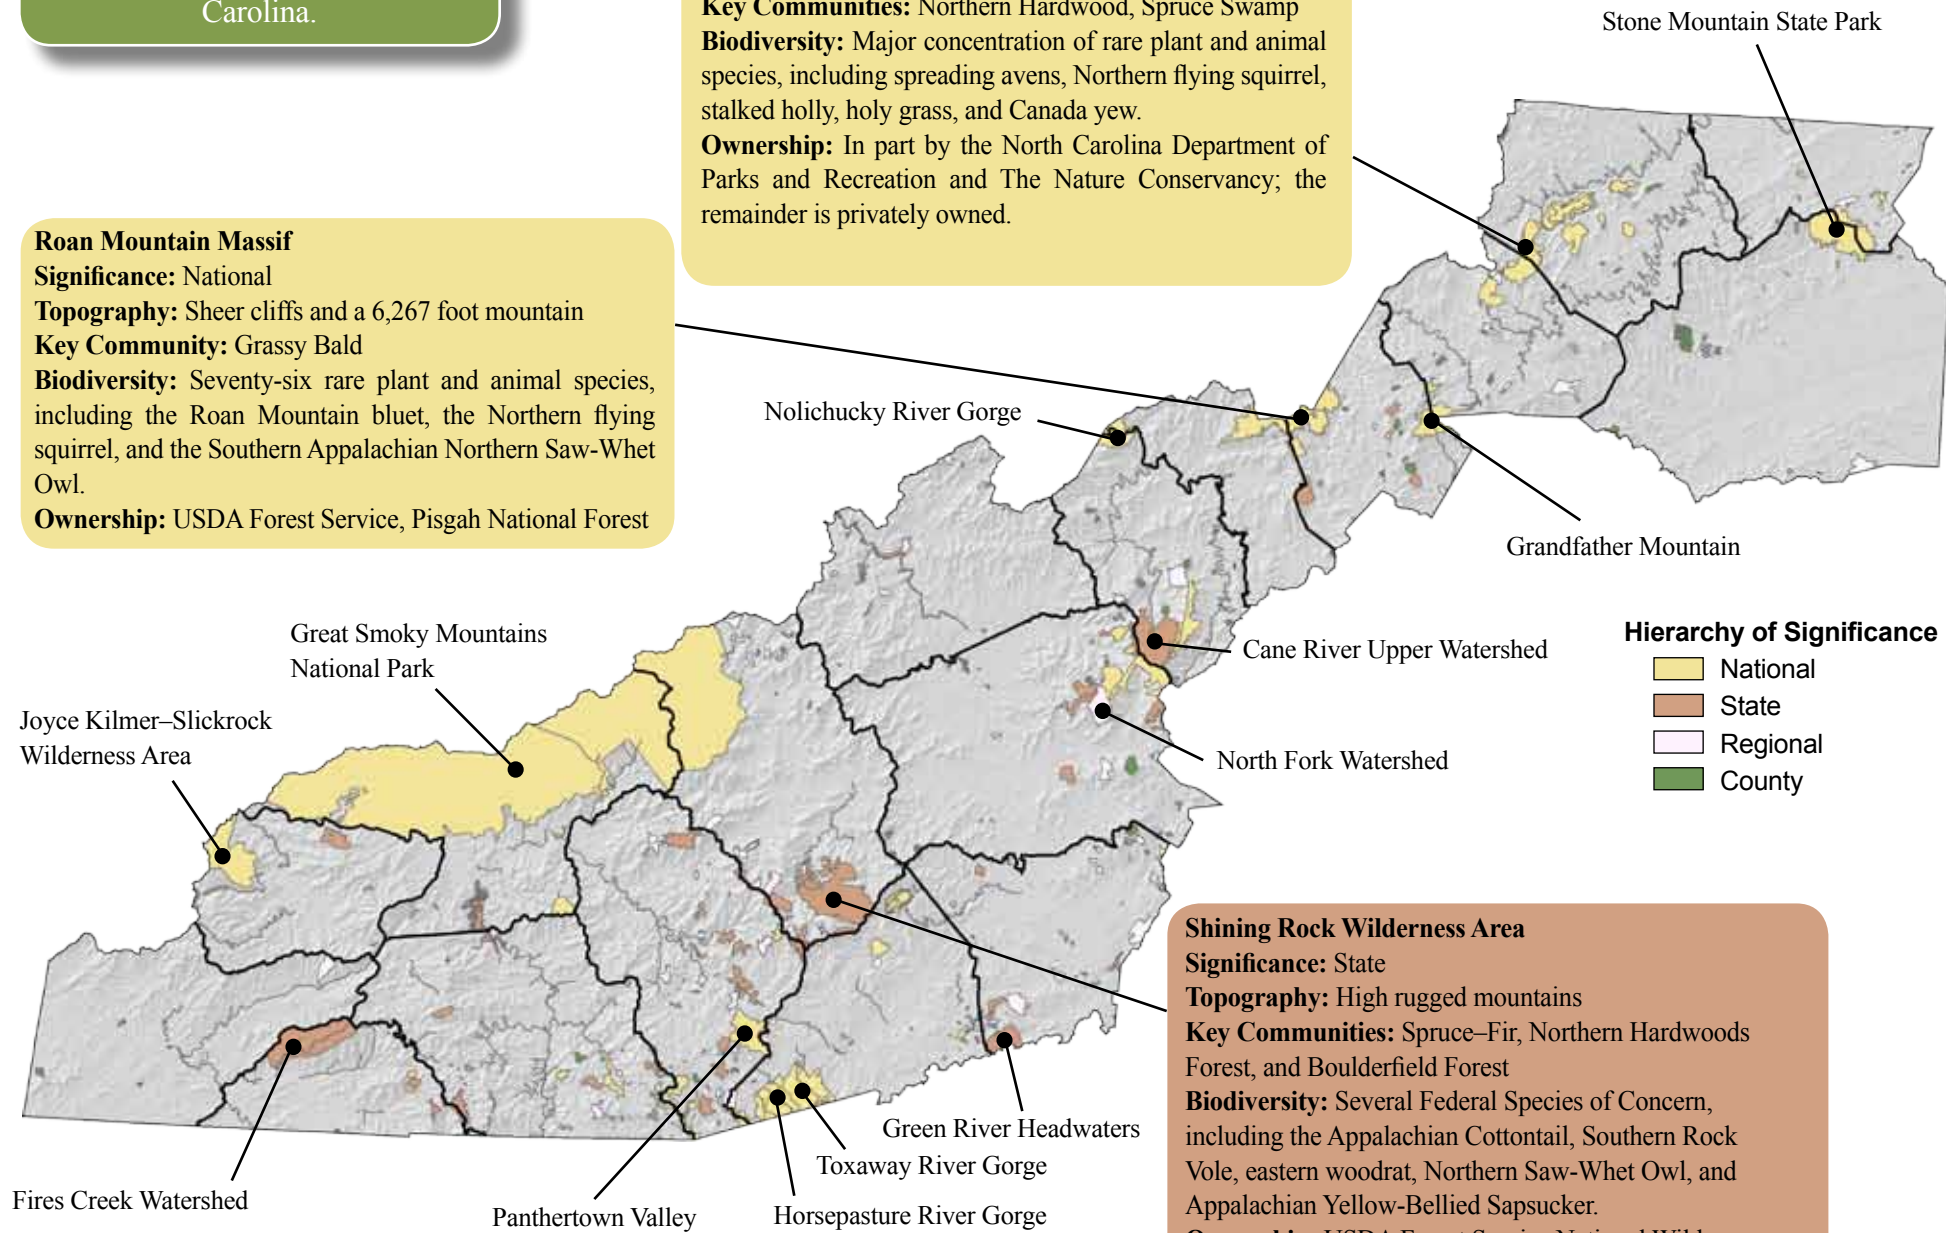 Carolina.
Key Communities: Northern Hardwood, Spruce Swamp
Biodiversity: Major concentration of rare plant and animal
species, including spreading avens, Northern flying squirrel,
stalked holly, holy grass, and Canada yew.
Ownership: In part by the North Carolina Department of
Parks and Recreation and The Nature Conservancy; the
remainder is privately owned.
Stone Mountain State Park
Roan Mountain Massif
Significance: National
Topography: Sheer cliffs and a 6,267 foot mountain
Key Community: Grassy Bald
Biodiversity: Seventy-six rare plant and animal species,
including the Roan Mountain bluet, the Northern flying
squirrel, and the Southern Appalachian Northern Saw-Whet
Owl.
Ownership: USDA Forest Service, Pisgah National Forest
Nolichucky River Gorge
Grandfather Mountain
Great Smoky Mountains
National Park
Joyce Kilmer–Slickrock
Wilderness Area
Cane River Upper Watershed
North Fork Watershed
Hierarchy of Significance
National
State
Regional
County
Shining Rock Wilderness Area
Significance: State
Topography: High rugged mountains
Key Communities: Spruce–Fir, Northern Hardwoods
Forest, and Boulderfield Forest
Biodiversity: Several Federal Species of Concern,
including the Appalachian Cottontail, Southern Rock
Vole, eastern woodrat, Northern Saw-Whet Owl, and
Appalachian Yellow-Bellied Sapsucker.
Ownership: USDA Forest Service National Wild
Green River Headwaters
Toxaway River Gorge
Horsepasture River Gorge
Panthertown Valley
Fires Creek Watershed